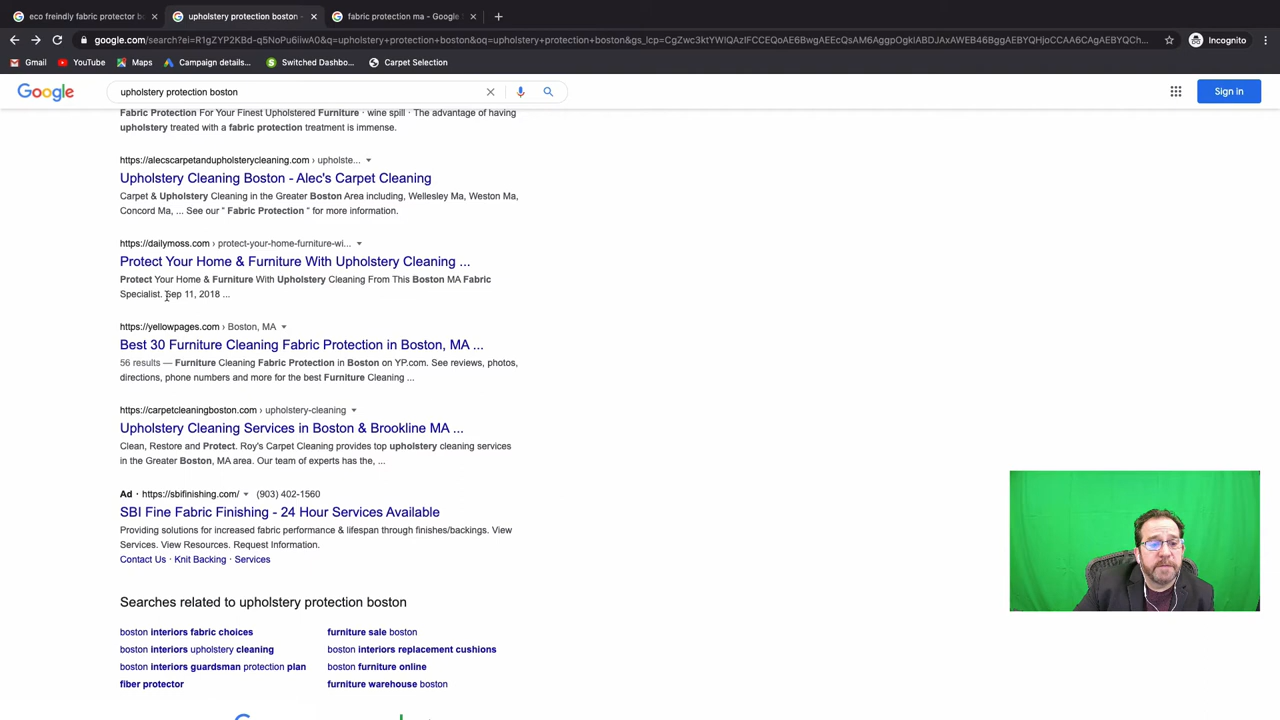 eco freindly fabric protector bo
upholstery protection boston -
fabric protection ma - Google
Incognito
google.com/search?ei=R1gZYP2KBd-q5NoPu6iiwA0&q=upholstery+protection+boston&oq=upholstery+protection+boston&gs_lcp=
Gmail
YouTube
Maps
Campaign details...
Switched Dashbo...
Carpet Selection
Google
upholstery protection boston
Sign in
Fabric Protection For Your Finest Upholstered Furniture · wine spill · The advantage of having
upholstery treated with a fabric protection treatment is immense.
https://alecscarpetandupholsterycleaning.com › upholste...
Upholstery Cleaning Boston - Alec's Carpet Cleaning
Carpet & Upholstery Cleaning in the Greater Boston Area including, Wellesley Ma, Weston Ma,
Concord Ma, ... See our “ Fabric Protection “ for more information.
https://dailymoss.com › protect-your-home-furniture-wi...
Protect Your Home & Furniture With Upholstery Cleaning ...
Protect Your Home & Furniture With Upholstery Cleaning From This Boston MA Fabric
Specialist. Sep 11, 2018 ...
https://yellowpages.com › Boston, MA
Best 30 Furniture Cleaning Fabric Protection in Boston, MA ...
56 results — Furniture Cleaning Fabric Protection in Boston on YP.com. See reviews, photos,
directions, phone numbers and more for the best Furniture Cleaning ...
https://carpetcleaningboston.com › upholstery-cleaning
Upholstery Cleaning Services in Boston & Brookline MA ...
Clean, Restore and Protect. Roy's Carpet Cleaning provides top upholstery cleaning services
in the Greater Boston, MA area. Our team of experts has the, ...
Ad · https://sbifinishing.com/ (903) 402-1560
SBI Fine Fabric Finishing - 24 Hour Services Available
Providing solutions for increased fabric performance & lifespan through finishes/backings. View
Services. View Resources. Request Information.
Contact Us · Knit Backing · Services
Searches related to upholstery protection boston
boston interiors fabric choices
furniture sale boston
boston interiors upholstery cleaning
boston interiors replacement cushions
boston interiors guardsman protection plan
boston furniture online
fiber protector
furniture warehouse boston